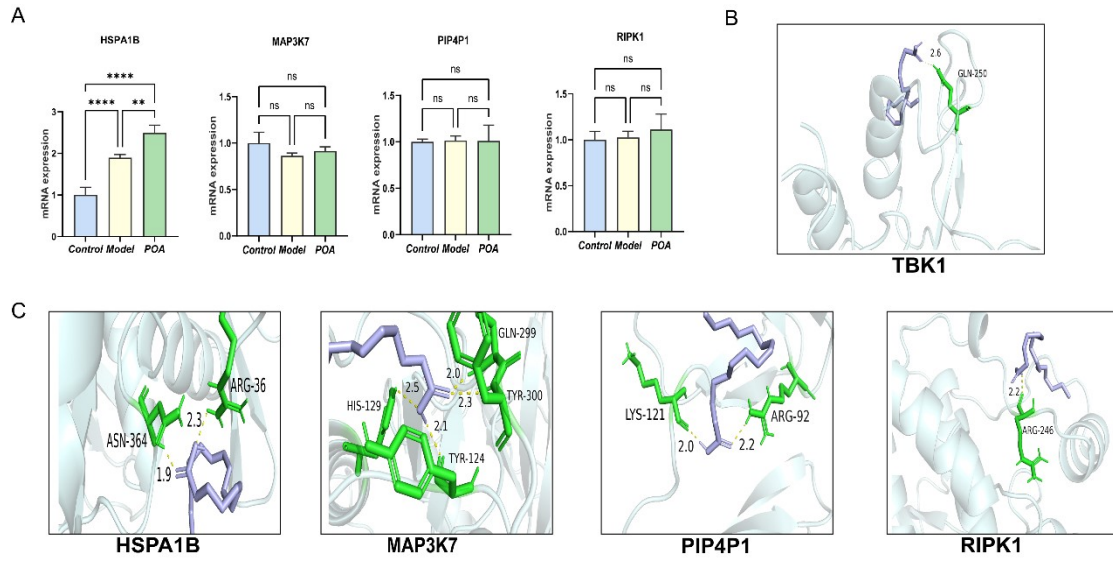 A
HSPA1B
****
**** **
mRNA expression
3
2
1
0
Control Model POA
MAP3K7
ns
ns ns
mRNA expression
1.5
1.0
0.5
0.0
Control Model POA
PIP4P1
ns
ns ns
mRNA expression
1.5
1.0
0.5
0.0
Control Model POA
RIPK1
ns
ns ns
mRNA expression
1.5
1.0
0.5
0.0
Control Model POA
B
2.6
GLN-250
TBK1
C
ARG-36
ASN-364
2.3
1.9
HSPA1B
GLN-299
2.0
2.5
2.3
TYR-300
HIS-129
2.1
TYR-124
MAP3K7
LYS-121
ARG-92
2.0
2.2
PIP4P1
2.2
ARG-246
RIPK1